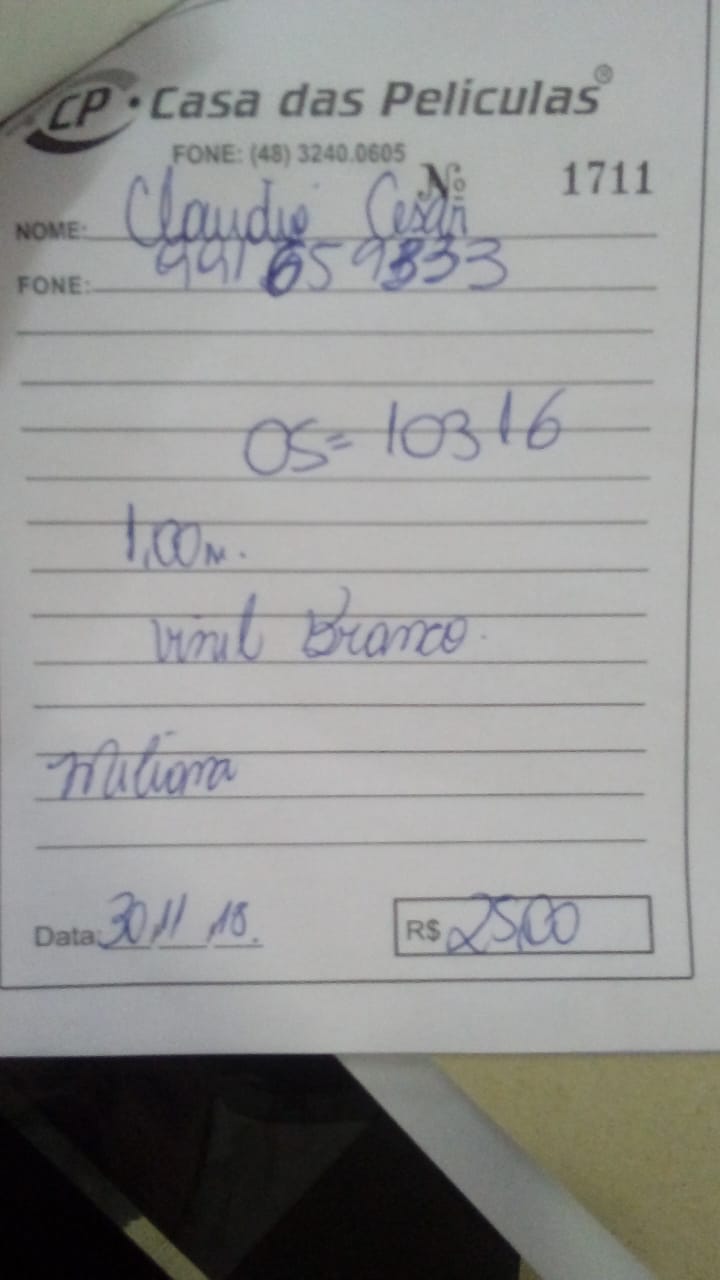 CP • Casa das Películas®
FONE: (48) 3240.0605
Nº 1711
NOME: Claudio Cesar
FONE: 991659833
OS= 10316
1,00m.
Vinil Branco.
Data: 30/11/18.
R$ 25,00